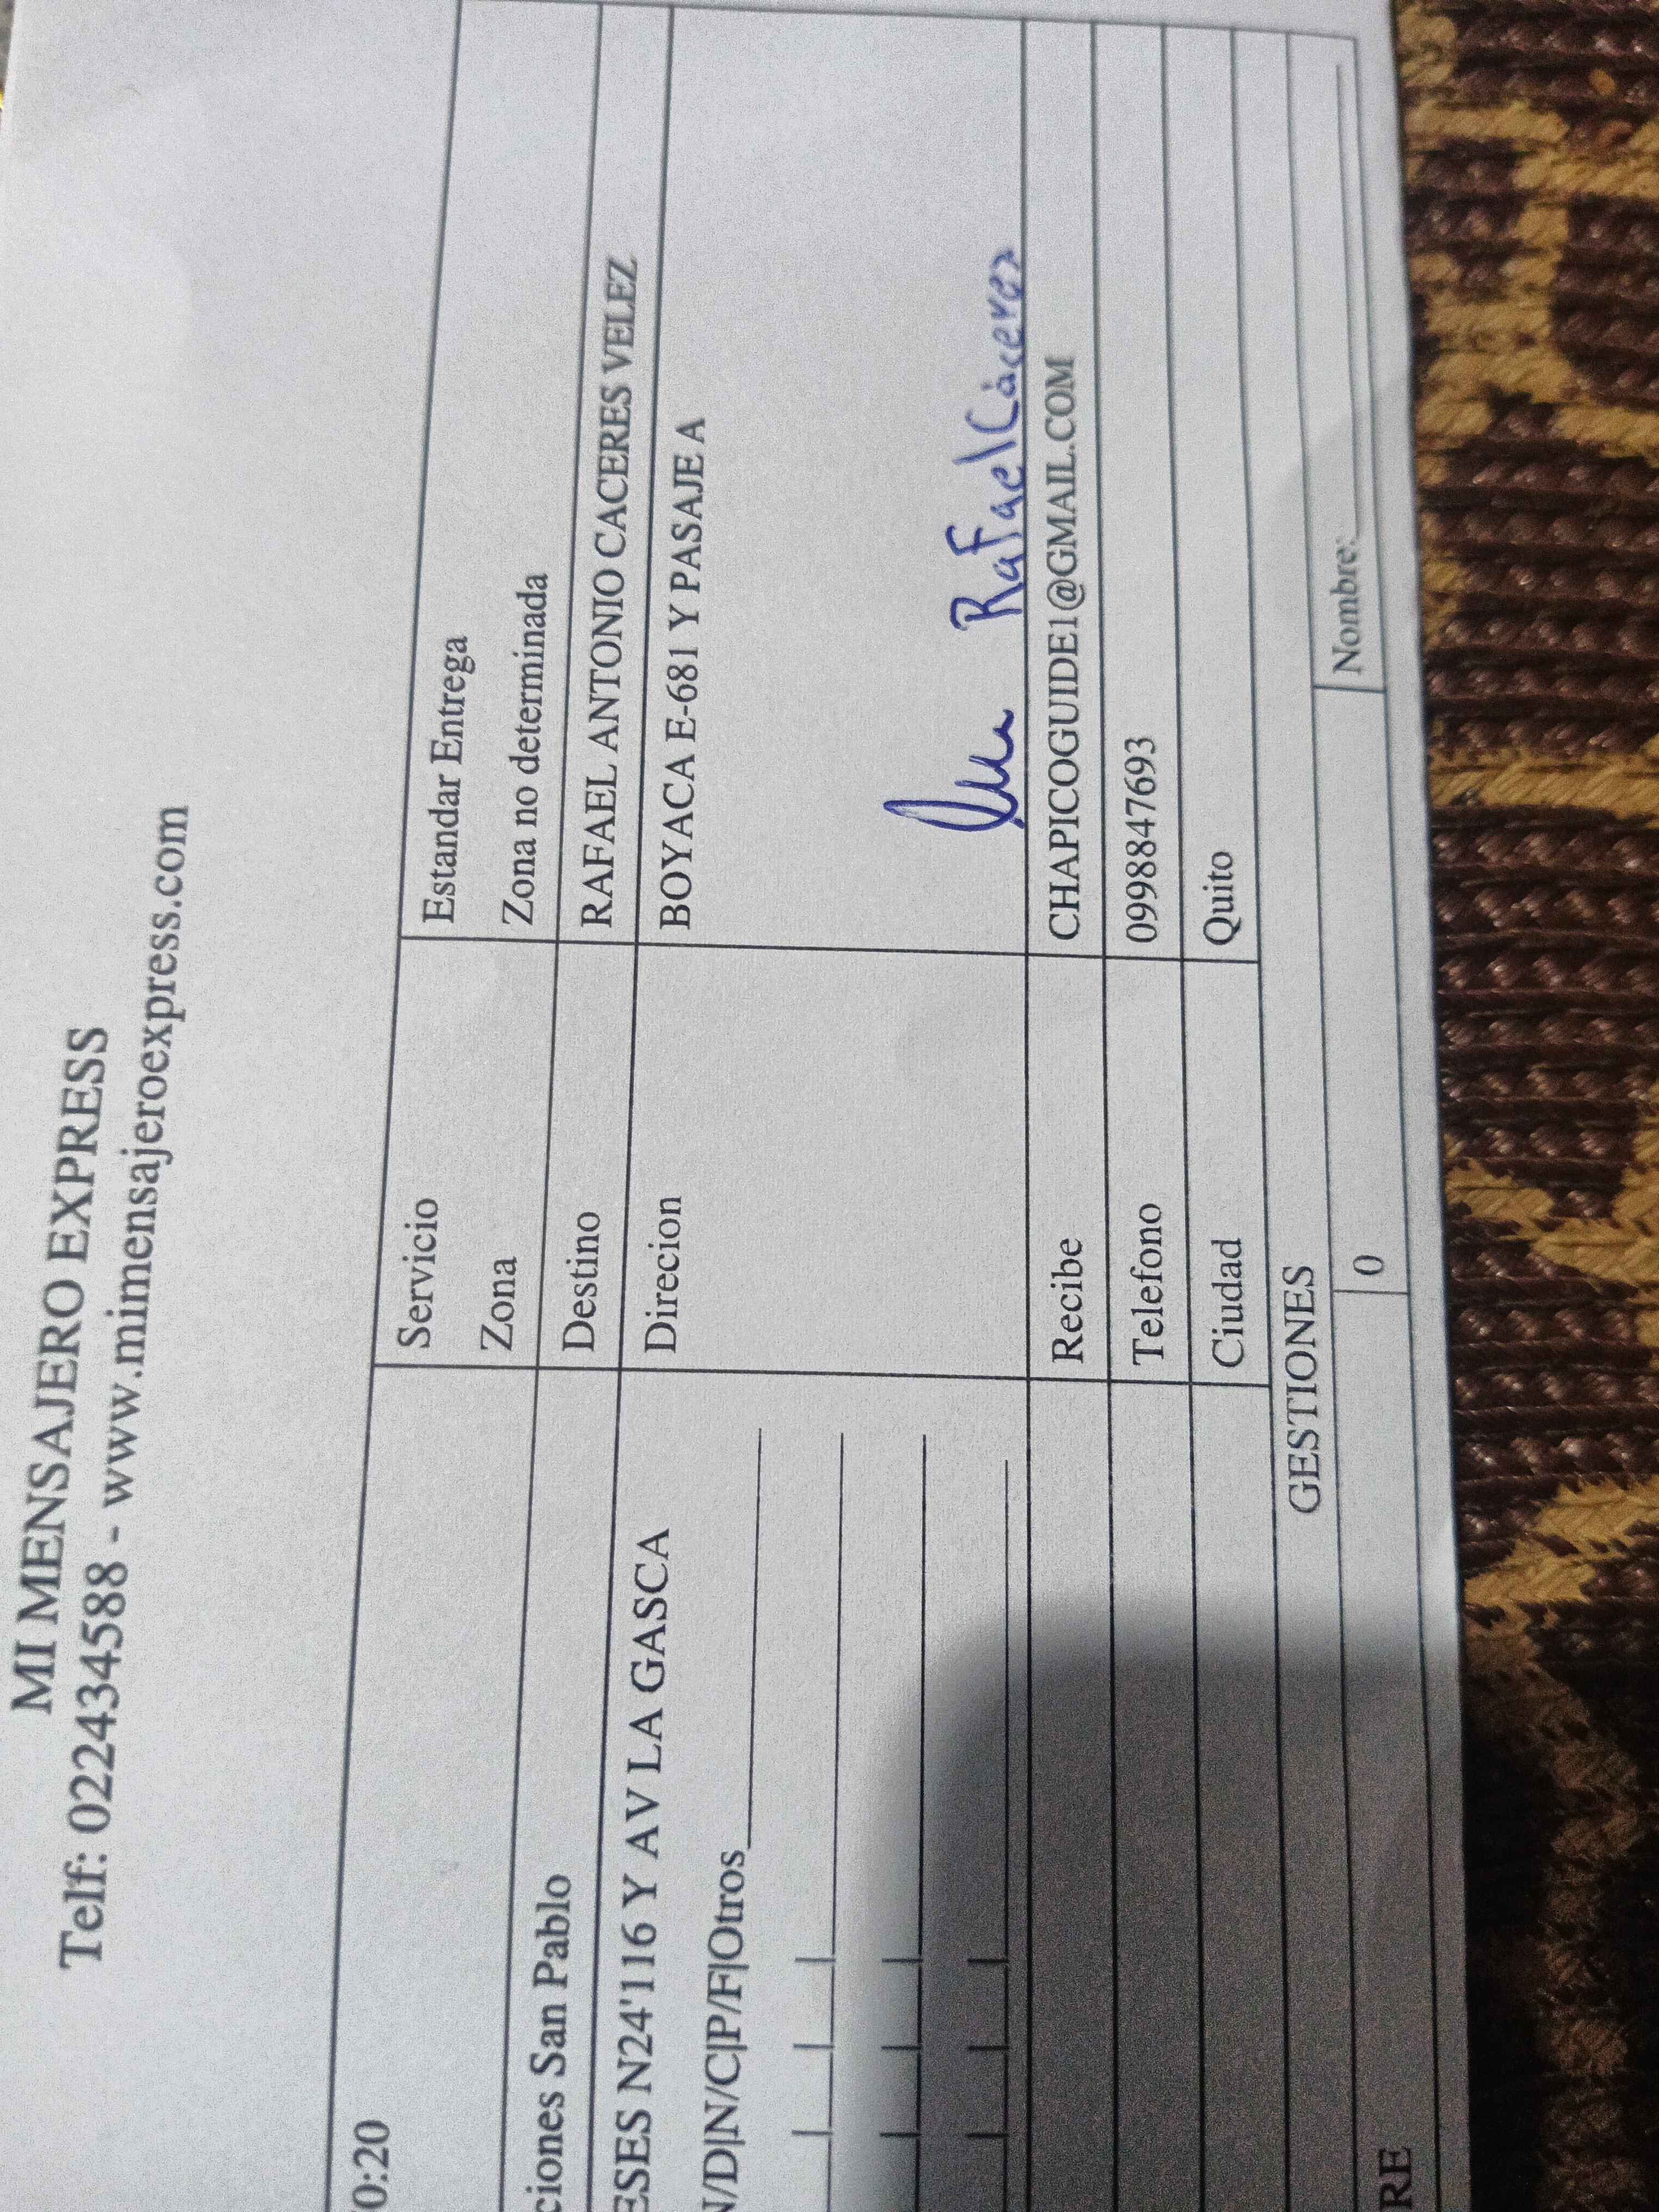 MI MENSAJERO EXPRESS
Telf: 022434588 - www.mimensajeroexpress.com
0:20
Servicio Estandar Entrega
Zona Zona no determinada
ciones San Pablo Destino RAFAEL ANTONIO CACERES VELEZ
ESES N24'116 Y AV LA GASCA Direcion BOYACA E-681 Y PASAJE A
N/D|N/C|P/F|Otros
Rafael Cáceres
Recibe CHAPICOGUIDE1@GMAIL.COM
Telefono 0998847693
Ciudad Quito
GESTIONES
RE 0 Nombre: